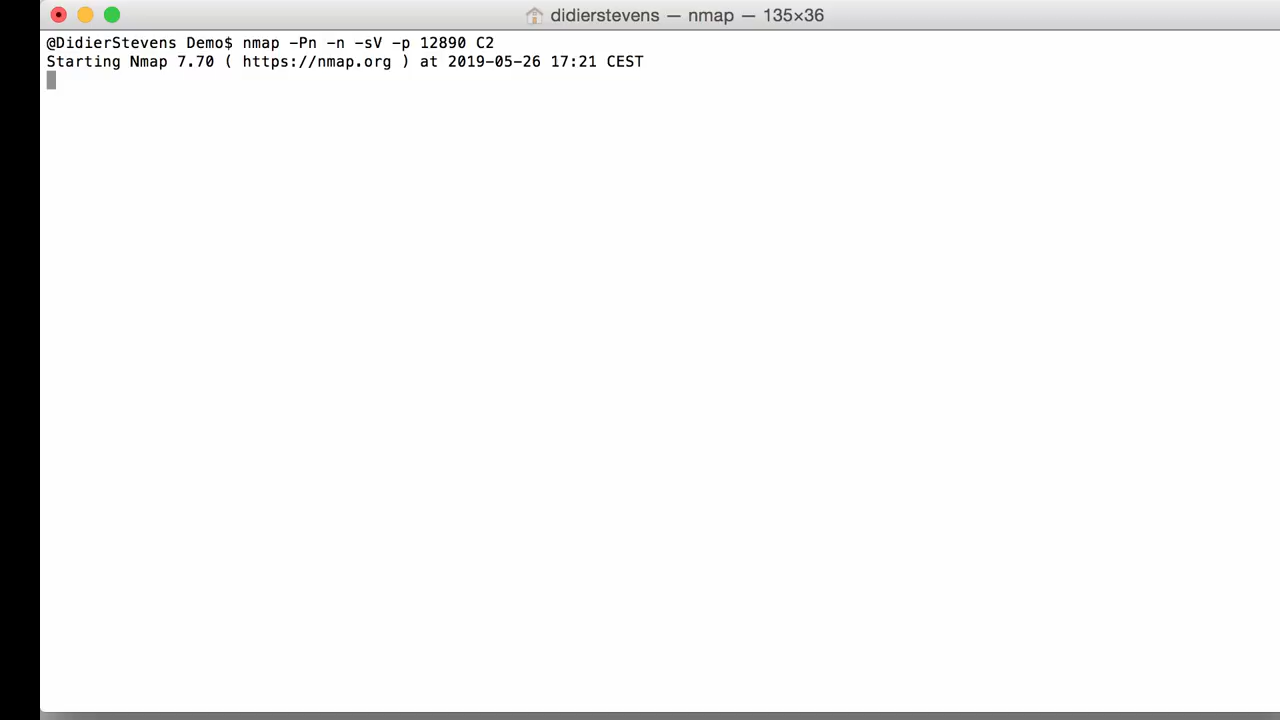 didierstevens — nmap — 135×36
@DidierStevens Demo$ nmap -Pn -n -sV -p 12890 C2
Starting Nmap 7.70 ( https://nmap.org ) at 2019-05-26 17:21 CEST